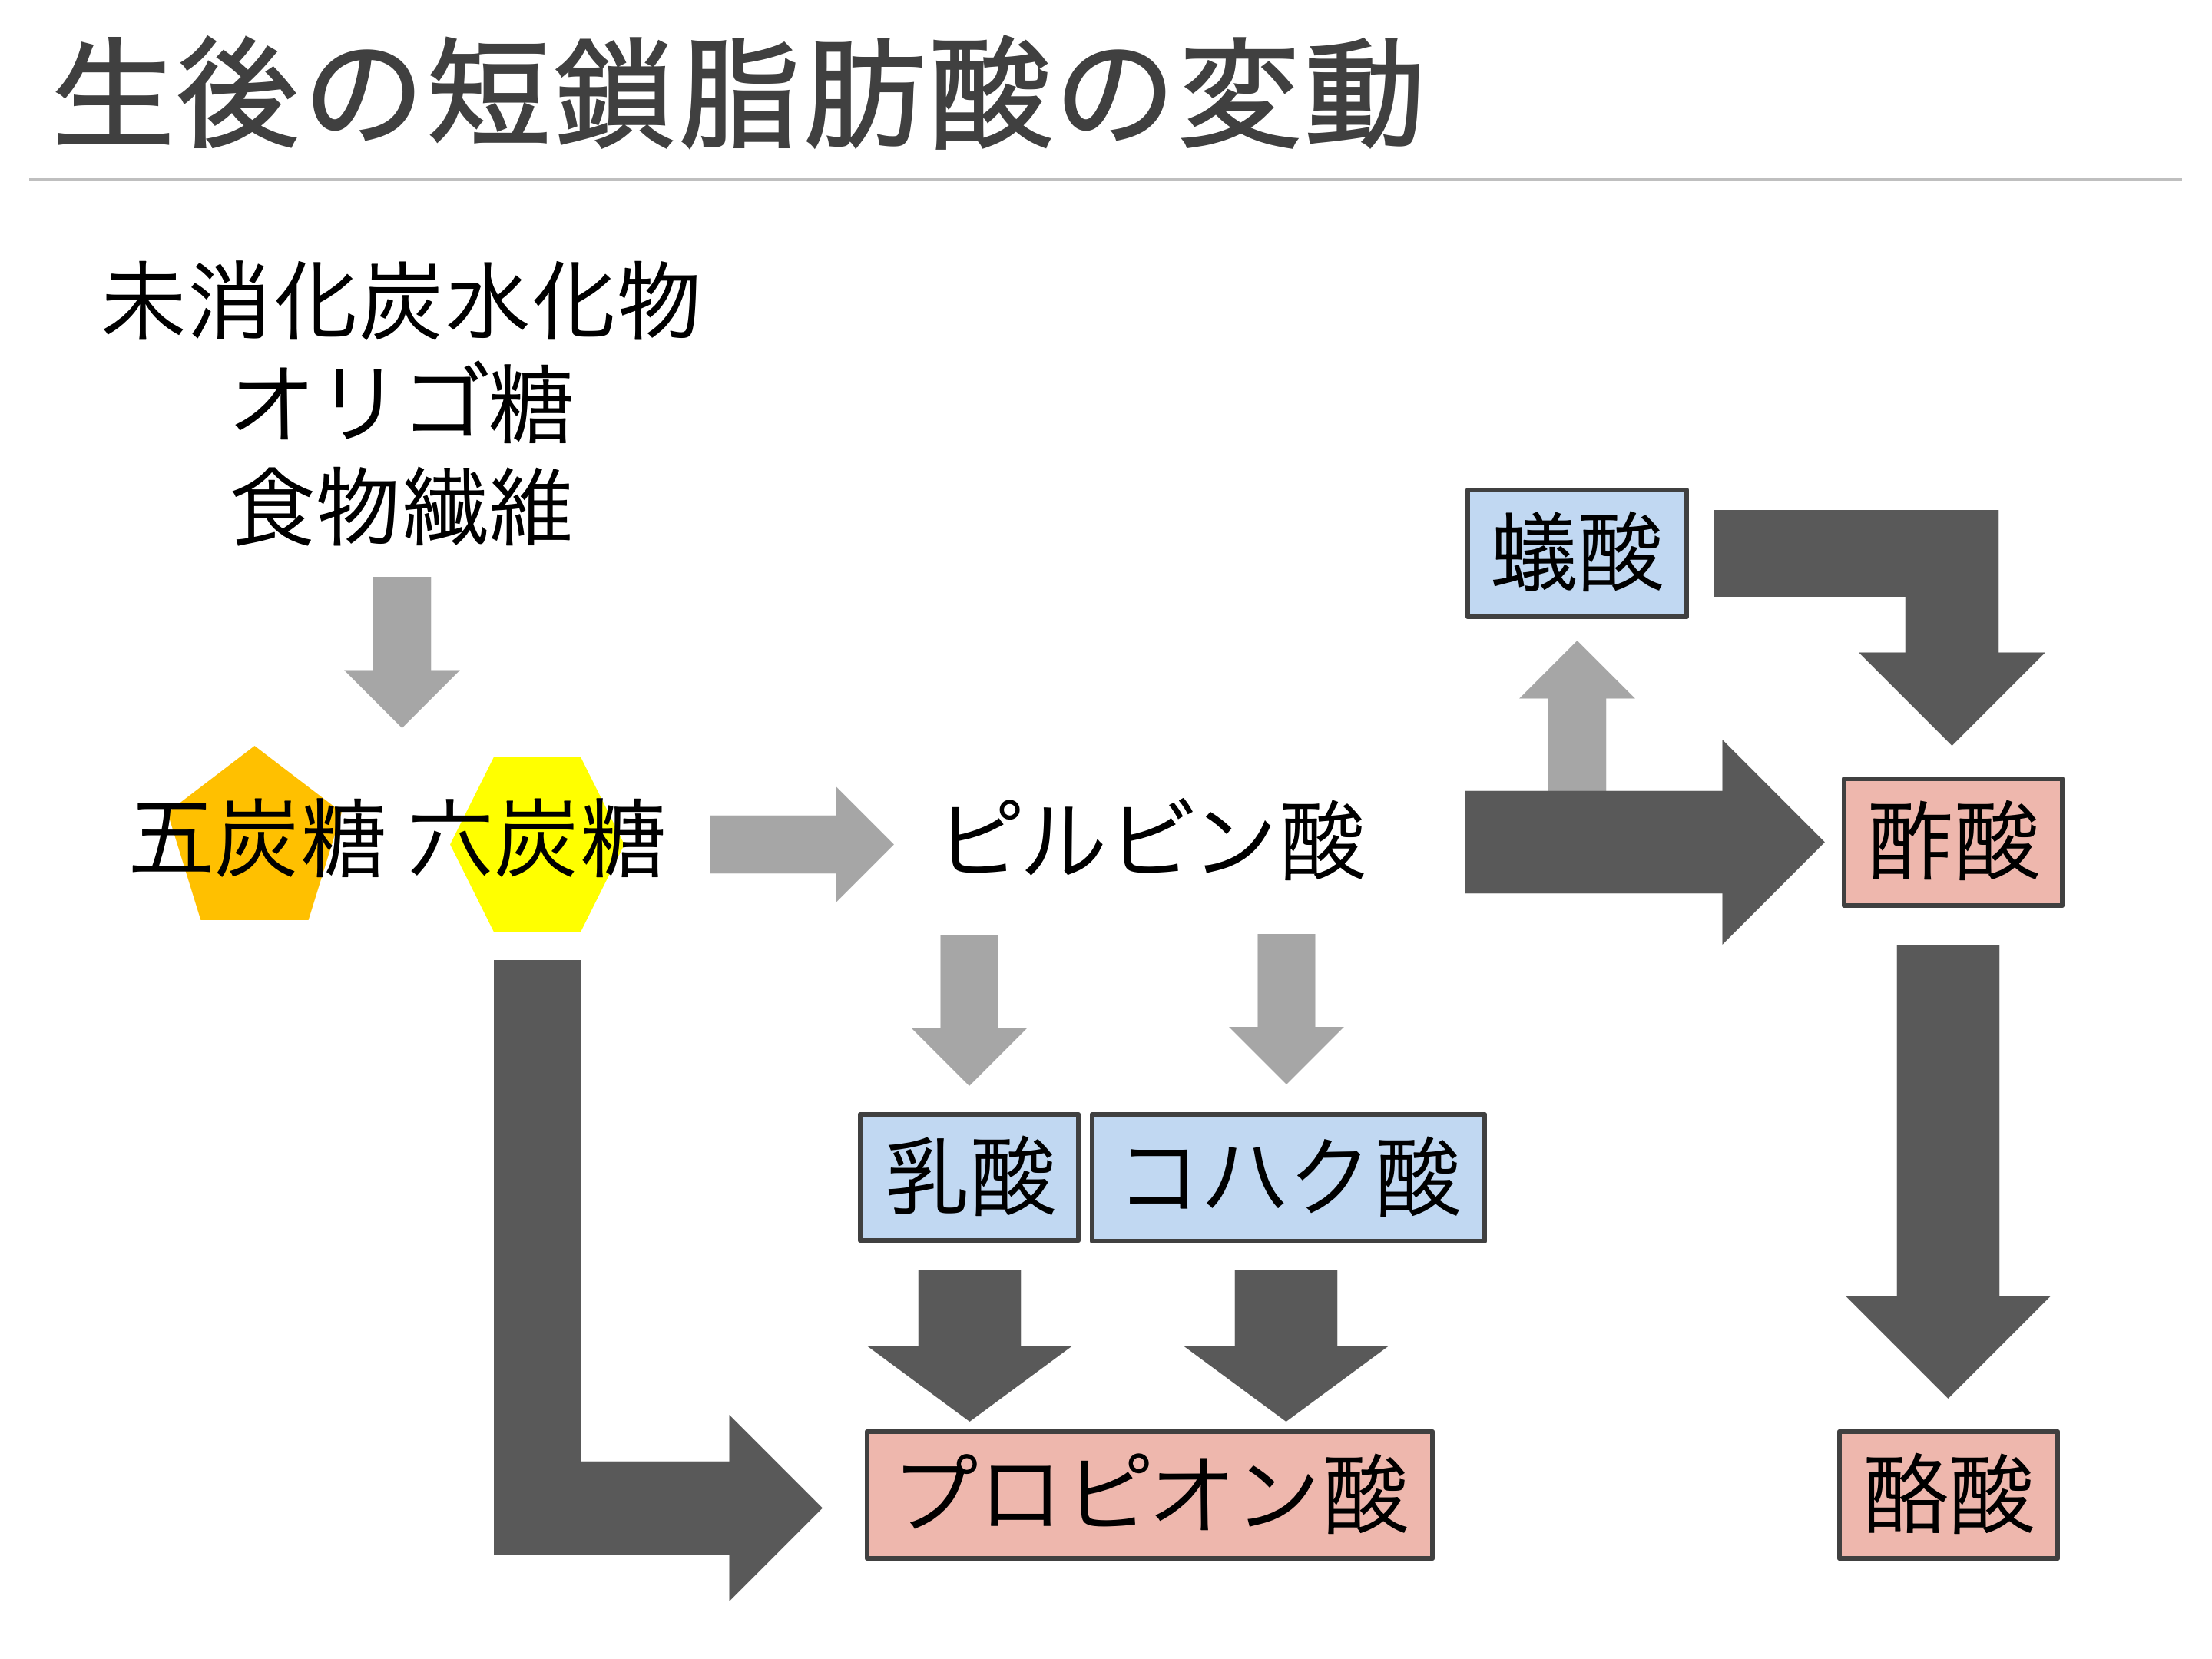 生後の短鎖脂肪酸の変動
未消化炭水化物
オリゴ糖
食物繊維
蟻酸
五炭糖 六炭糖
ピルビン酸
酢酸
乳酸
コハク酸
プロピオン酸
酪酸